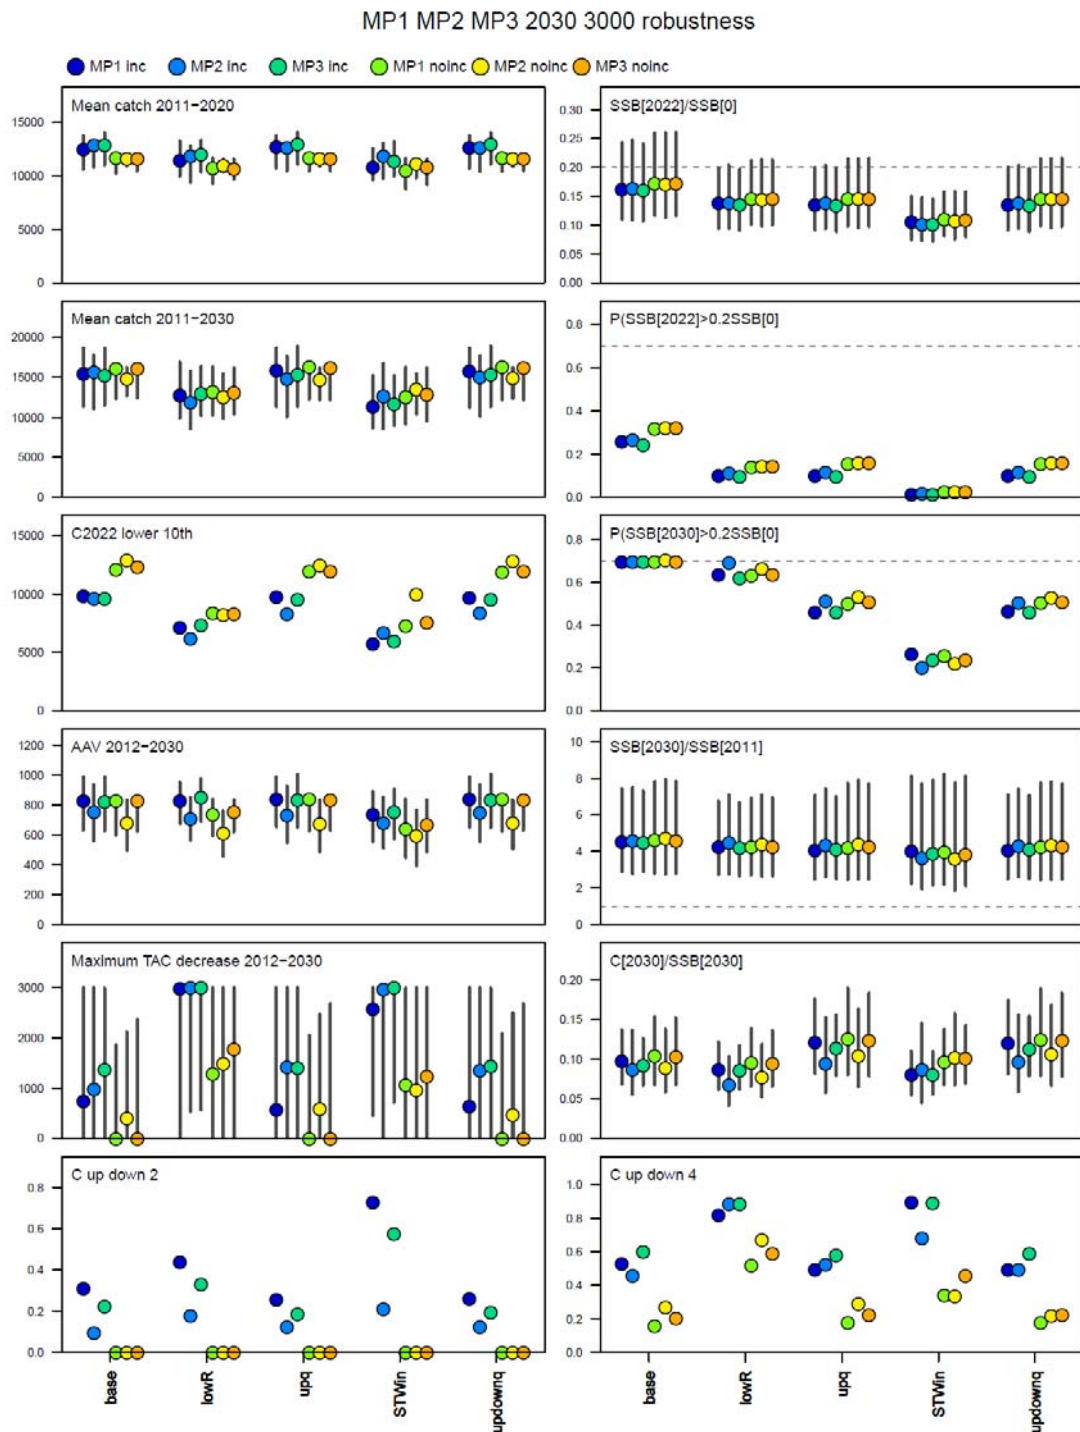 MP1 MP2 MP3 2030 3000 robustness
MP1 inc MP2 inc MP3 inc MP1 noinc MP2 noinc MP3 noinc
Mean catch 2011−2020
15000
10000
5000
0
SSB[2022]/SSB[0]
0.30
0.25
0.20
0.15
0.10
0.05
0.00
Mean catch 2011−2030
20000
15000
10000
5000
0
P(SSB[2022]>0.2SSB[0]
0.8
0.6
0.4
0.2
0.0
C2022 lower 10th
15000
10000
5000
0
P(SSB[2030]>0.2SSB[0]
0.8
0.6
0.4
0.2
0.0
AAV 2012−2030
1200
1000
800
600
400
200
0
SSB[2030]/SSB[2011]
10
8
6
4
2
0
Maximum TAC decrease 2012−2030
3000
2000
1000
0
C[2030]/SSB[2030]
0.20
0.15
0.10
0.05
0.00
C up down 2
0.8
0.6
0.4
0.2
0.0
base
lowR
upq
STWin
updownq
C up down 4
1.0
0.8
0.6
0.4
0.2
0.0
base
lowR
upq
STWin
updownq